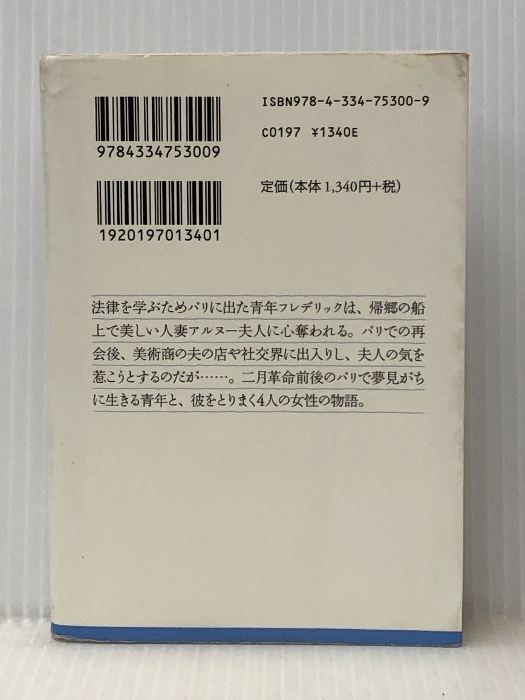 ISBN978-4-334-75300-9
9784334753009
C0197 ¥1340E
定価(本体1,340円+税)
1920197013401
法律を学ぶためパリに出た青年フレデリックは、帰郷の船
上で美しい人妻アルヌー夫人に心奪われる。パリでの再
会後、美術商の夫の店や社交界に出入りし、夫人の気を
惹こうとするのだが……。二月革命前後のパリで夢見がち
に生きる青年と、彼をとりまく4人の女性の物語。